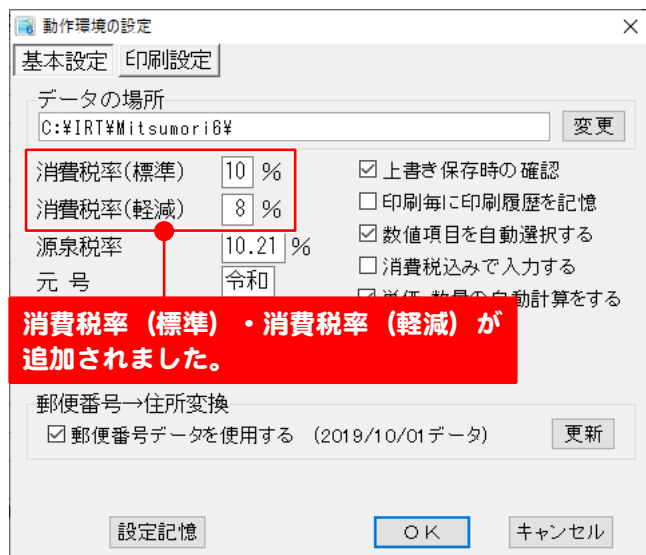 動作環境の設定
基本設定 印刷設定
データの場所
C:¥IRT¥Mitsumori6¥ 変更
消費税率(標準) 10 % ☑ 上書き保存時の確認
消費税率(軽減) 8 % ☐ 印刷毎に印刷履歴を記憶
源泉税率 10.21 % ☑ 数値項目を自動選択する
☐ 消費税込みで入力する
元 号 令和
動計算をする
消費税率（標準）・消費税率（軽減）が
追加されました。
郵便番号→住所変換
☑ 郵便番号データを使用する (2019/10/01データ) 更新
設定記憶 OK キャンセル